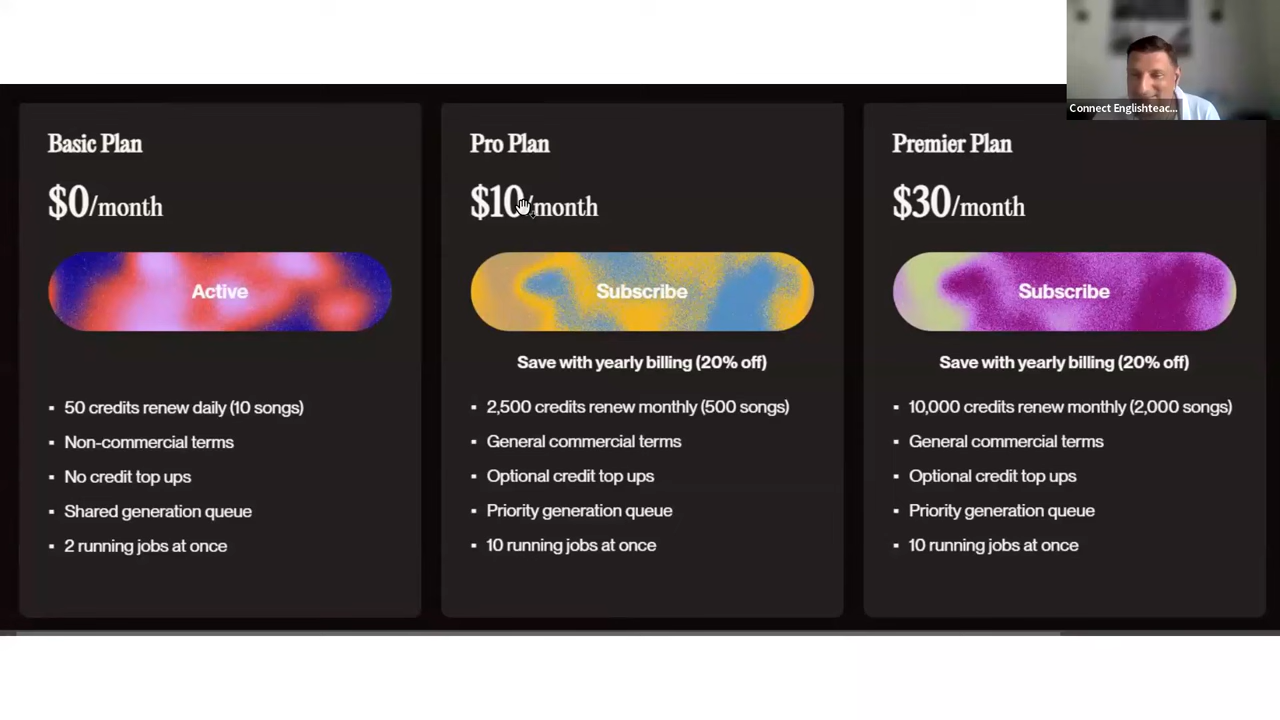 Connect Englishteac...
Basic Plan
$0/month
Active
50 credits renew daily (10 songs)
Non-commercial terms
No credit top ups
Shared generation queue
2 running jobs at once
Pro Plan
$10/month
Subscribe
Save with yearly billing (20% off)
2,500 credits renew monthly (500 songs)
General commercial terms
Optional credit top ups
Priority generation queue
10 running jobs at once
Premier Plan
$30/month
Subscribe
Save with yearly billing (20% off)
10,000 credits renew monthly (2,000 songs)
General commercial terms
Optional credit top ups
Priority generation queue
10 running jobs at once